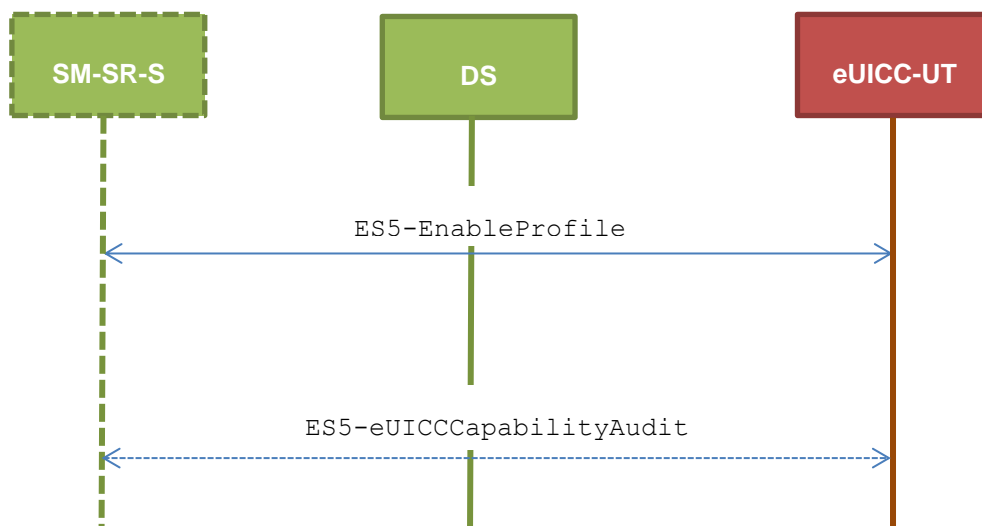 SM-SR-S
DS
eUICC-UT
ES5-EnableProfile
ES5-eUICCCapabilityAudit